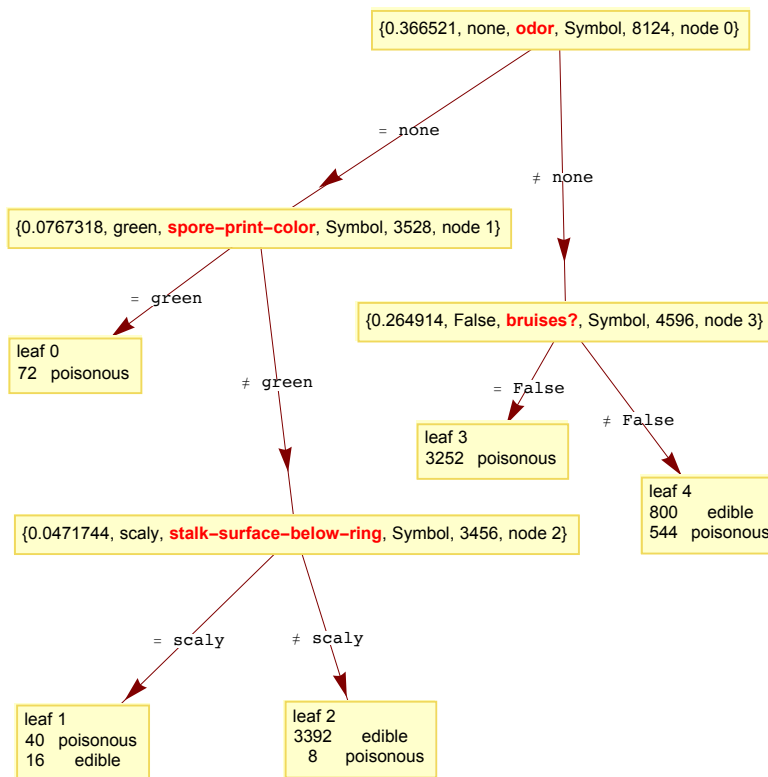 {0.366521, none, odor, Symbol, 8124, node 0}
= none
≠ none
{0.0767318, green, spore−print−color, Symbol, 3528, node 1}
= green
{0.264914, False, bruises?, Symbol, 4596, node 3}
leaf 0
72 poisonous
≠ green
= False
≠ False
leaf 3
3252 poisonous
leaf 4
800 edible
544 poisonous
{0.0471744, scaly, stalk−surface−below−ring, Symbol, 3456, node 2}
= scaly
≠ scaly
leaf 1
40 poisonous
16 edible
leaf 2
3392 edible
8 poisonous